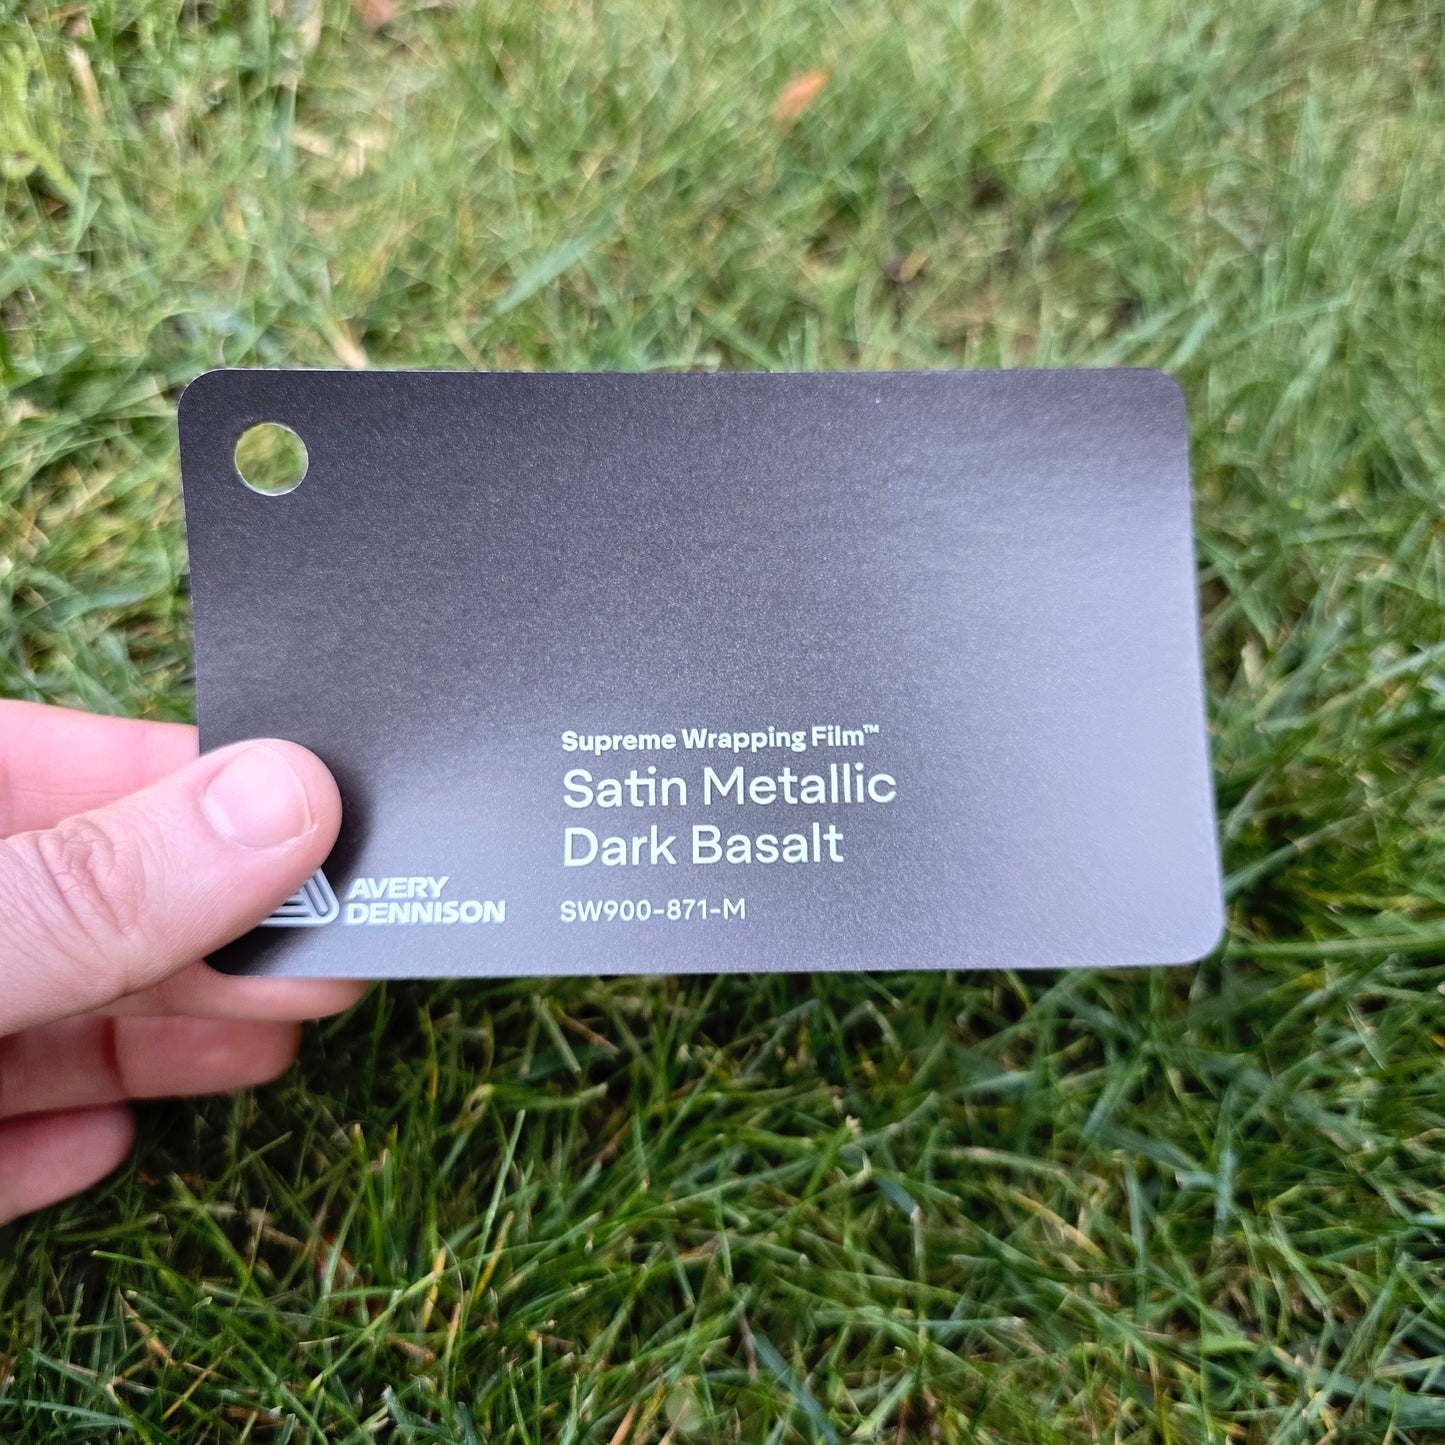 Supreme Wrapping Film™
Satin Metallic
Dark Basalt
SW900-871-M
AVERY
DENNISON